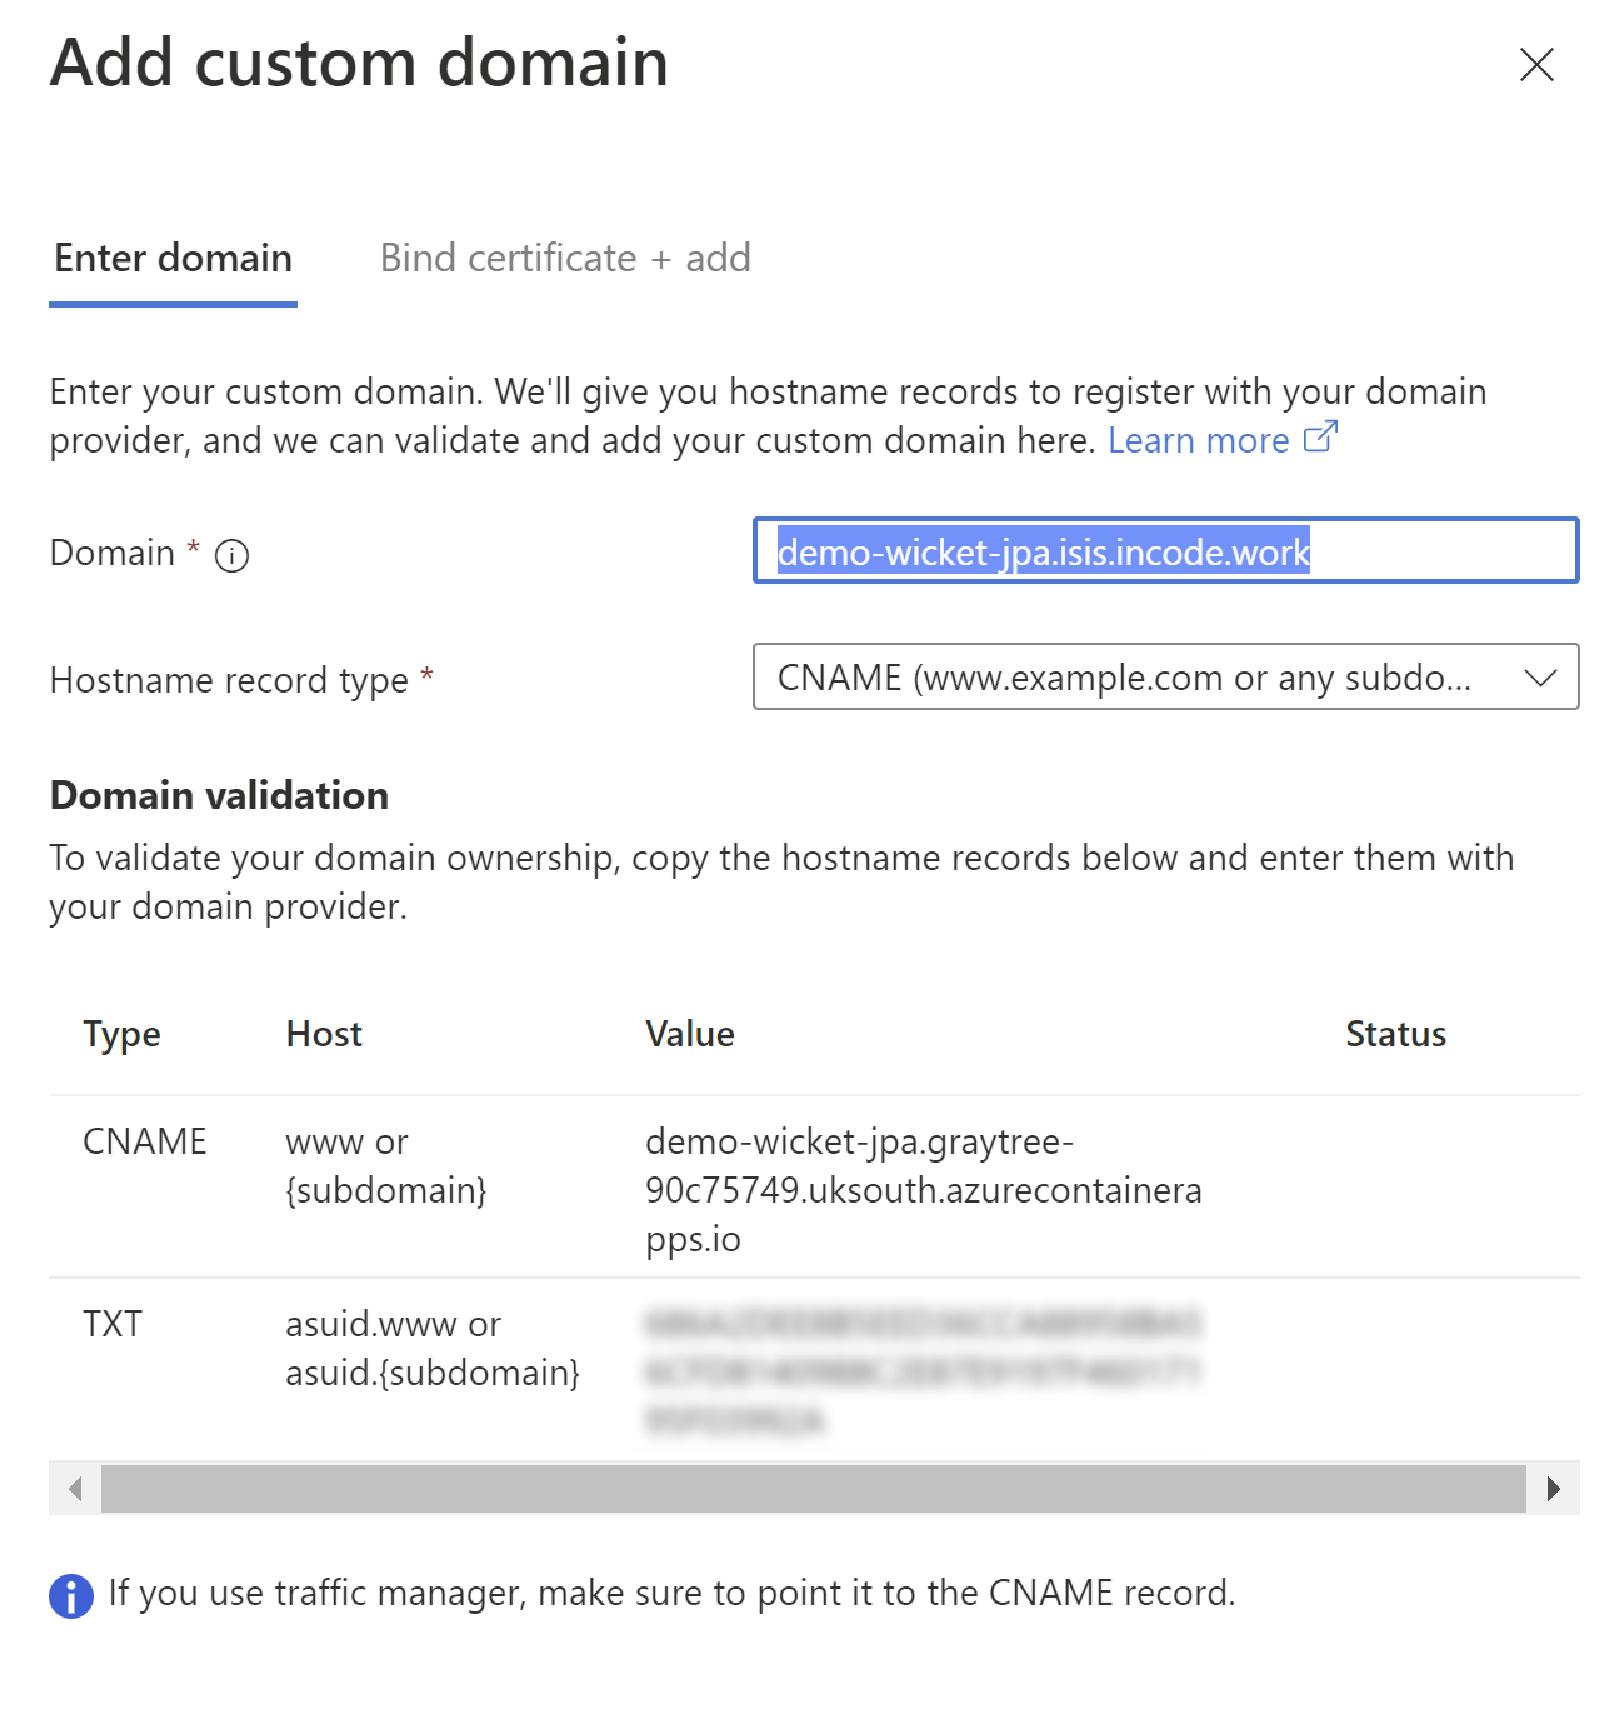 Add custom domain
Enter domain
Bind certificate + add
Enter your custom domain. We'll give you hostname records to register with your domain
provider, and we can validate and add your custom domain here. Learn more
Domain *
demo-wicket-jpa.isis.incode.work
Hostname record type *
CNAME (www.example.com or any subdo...
Domain validation
To validate your domain ownership, copy the hostname records below and enter them with
your domain provider.
Type Host Value Status
CNAME
www or
{subdomain}
demo-wicket-jpa.graytree-
90c75749.uksouth.azurecontainera
pps.io
TXT
asuid.www or
asuid.{subdomain}
If you use traffic manager, make sure to point it to the CNAME record.